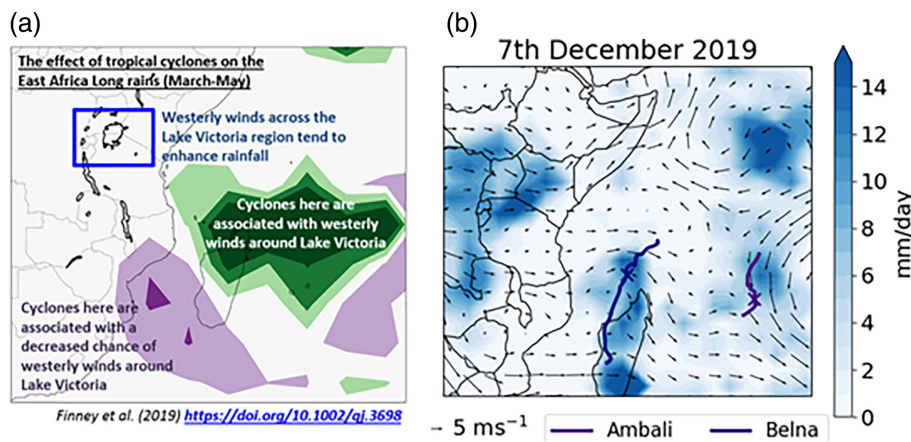 (a)
The effect of tropical cyclones on the
East Africa Long rains (March-May)
Westerly winds across the
Lake Victoria region tend to
enhance rainfall
Cyclones here are
associated with westerly
winds around Lake Victoria
Cyclones here are
associated with a
decreased chance of
westerly winds around
Lake Victoria
Finney et al. (2019) https://doi.org/10.1002/qj.3698
(b)
7th December 2019
14
12
10
8
6
4
2
0
mm/day
5 ms⁻¹
Ambali
Belna